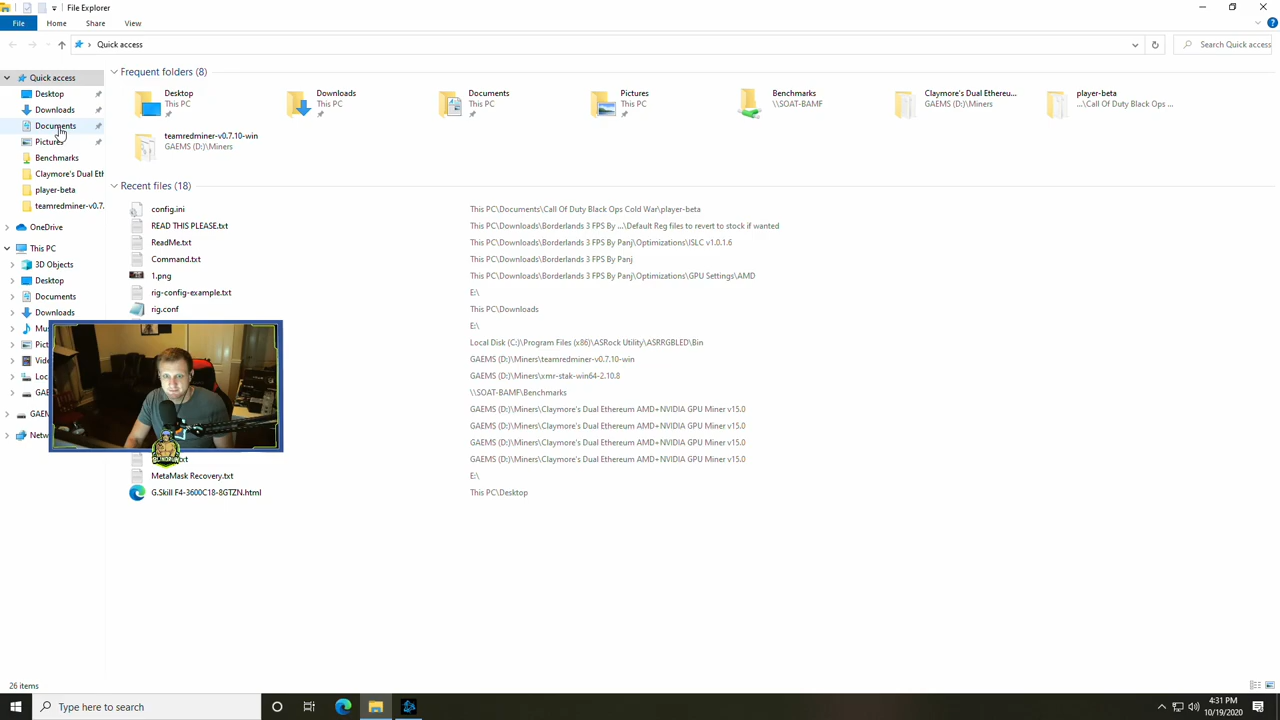 File Explorer
File
Home
Share
View
Quick access
Search Quick access
Quick access
Desktop
Downloads
Documents
Pictures
Benchmarks
Claymore's Dual Eth
player-beta
teamredminer-v0.7.
OneDrive
This PC
3D Objects
Desktop
Documents
Downloads
Mu
Pict
Vide
Loc
GAE
GAEM
Netw
Frequent folders (8)
Desktop
This PC
Downloads
This PC
Documents
This PC
Pictures
This PC
Benchmarks
\\SOAT-BAMF
Claymore's Dual Ethereu...
GAEMS (D:)\Miners
player-beta
...\Call Of Duty Black Ops ...
teamredminer-v0.7.10-win
GAEMS (D:)\Miners
Recent files (18)
config.ini This PC\Documents\Call Of Duty Black Ops Cold War\player-beta
READ THIS PLEASE.txt This PC\Downloads\Borderlands 3 FPS By ...\Default Reg files to revert to stock if wanted
ReadMe.txt This PC\Downloads\Borderlands 3 FPS By Panj\Optimizations\ISLC v1.0.1.6
Command.txt This PC\Downloads\Borderlands 3 FPS By Panj
1.png This PC\Downloads\Borderlands 3 FPS By Panj\Optimizations\GPU Settings\AMD
rig-config-example.txt E:\
rig.conf This PC\Downloads
E:\
Local Disk (C:)\Program Files (x86)\ASRock Utility\ASRRGBLED\Bin
GAEMS (D:)\Miners\teamredminer-v0.7.10-win
GAEMS (D:)\Miners\xmr-stak-win64-2.10.8
\\SOAT-BAMF\Benchmarks
GAEMS (D:)\Miners\Claymore's Dual Ethereum AMD+NVIDIA GPU Miner v15.0
GAEMS (D:)\Miners\Claymore's Dual Ethereum AMD+NVIDIA GPU Miner v15.0
GAEMS (D:)\Miners\Claymore's Dual Ethereum AMD+NVIDIA GPU Miner v15.0
GAEMS (D:)\Miners\Claymore's Dual Ethereum AMD+NVIDIA GPU Miner v15.0
MetaMask Recovery.txt E:\
G.Skill F4-3600C18-8GTZN.html This PC\Desktop
26 items
Type here to search
4:31 PM
10/19/2020